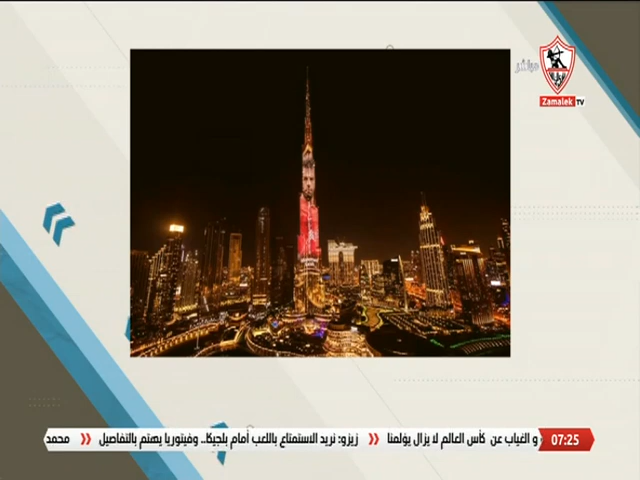 مباشر
Zamalek TV
و الغياب عن كأس العالم لا يزال يؤلمنا » زيزو: نريد الاستمتاع باللعب أمام بلجيكا.. وفيتوريا يهتم بالتفاصيل » محمد
07:25